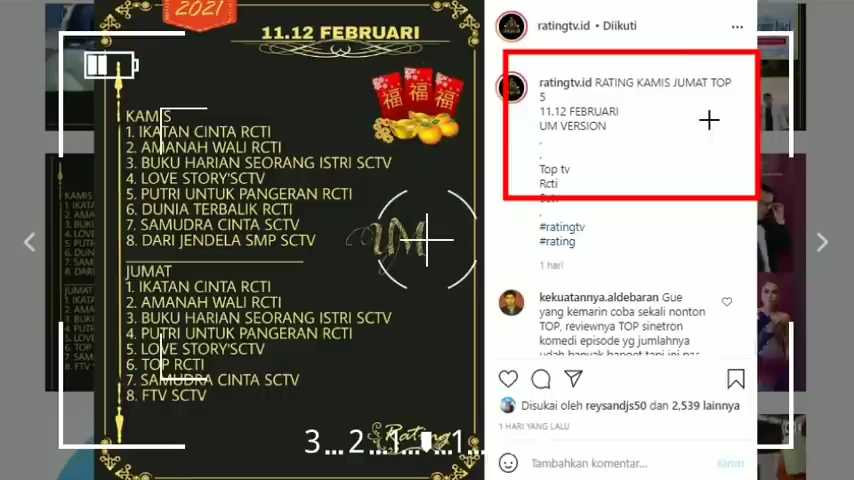 2021
11.12 FEBRUARI
KAMIS
1. IKATAN CINTA RCTI
2. AMANAH WALI RCTI
3. BUKU HARIAN SEORANG ISTRI SCTV
4. LOVE STORY'SCTV
5. PUTRI UNTUK PANGERAN RCTI
6. DUNIA TERBALIK RCTI
7. SAMUDRA CINTA SCTV
8. DARI JENDELA SMP SCTV
UM
JUMAT
1. IKATAN CINTA RCTI
2. AMANAH WALI RCTI
3. BUKU HARIAN SEORANG ISTRI SCTV
4. PUTRI UNTUK PANGERAN RCTI
5. LOVE STORY'SCTV
6. TOP RCTI
7. SAMUDRA CINTA SCTV
8. FTV SCTV
福 福 福
Rating
3...2...1...
ratingtv.id • Diikuti
ratingtv.id RATING KAMIS JUMAT TOP
5
11.12 FEBRUARI
UM VERSION
.
.
Top tv
Rcti
.
#ratingtv
#rating
1 hari
kekuatannya.aldebaran Gue
yang kemarin coba sekali nonton
TOP, reviewnya TOP sinetron
komedi episode yg jumlahnya
udah banyak banget tapi ini pas
Disukai oleh reysandjs50 dan 2,539 lainnya
1 HARI YANG LALU
Tambahkan komentar...
Kirim